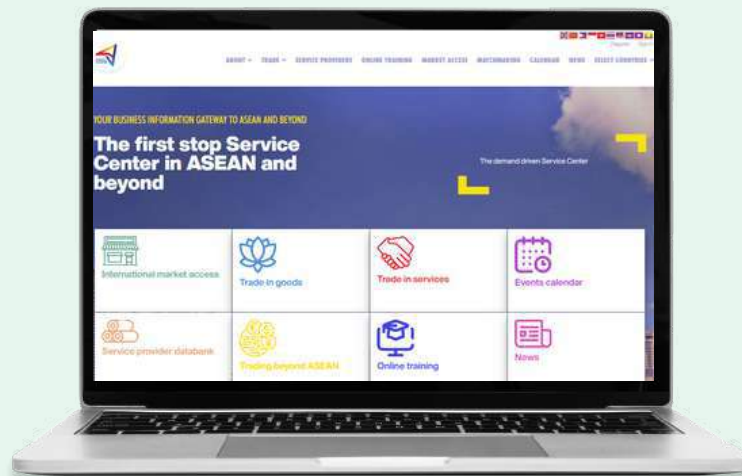 ABOUT TRADE SERVICE PROVIDERS ONLINE TRAINING MARKET ACCESS MATCHMAKING CALENDAR NEWS SELECT COUNTRIES
YOUR BUSINESS INFORMATION GATEWAY TO ASEAN AND BEYOND
The first stop Service
Center in ASEAN and
beyond
The demand driven Service Center
International market access
Trade in goods
Trade in services
Events calendar
Service provider databank
Trading beyond ASEAN
Online training
News